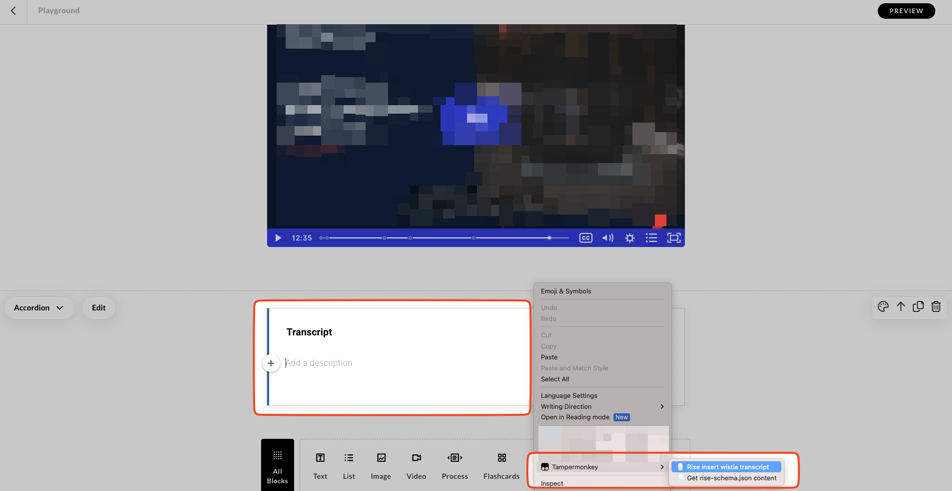 Playground
PREVIEW
12:35
CC
Accordion
Edit
Transcript
Add a description
Emoji & Symbols
Undo
Redo
Cut
Copy
Paste
Paste and Match Style
Select All
Language Settings
Writing Direction
Open in Reading mode New
Tampermonkey
Rise insert wistia transcript
Get rise-schema.json content
Inspect
All
Blocks
Text
List
Image
Video
Process
Flashcards